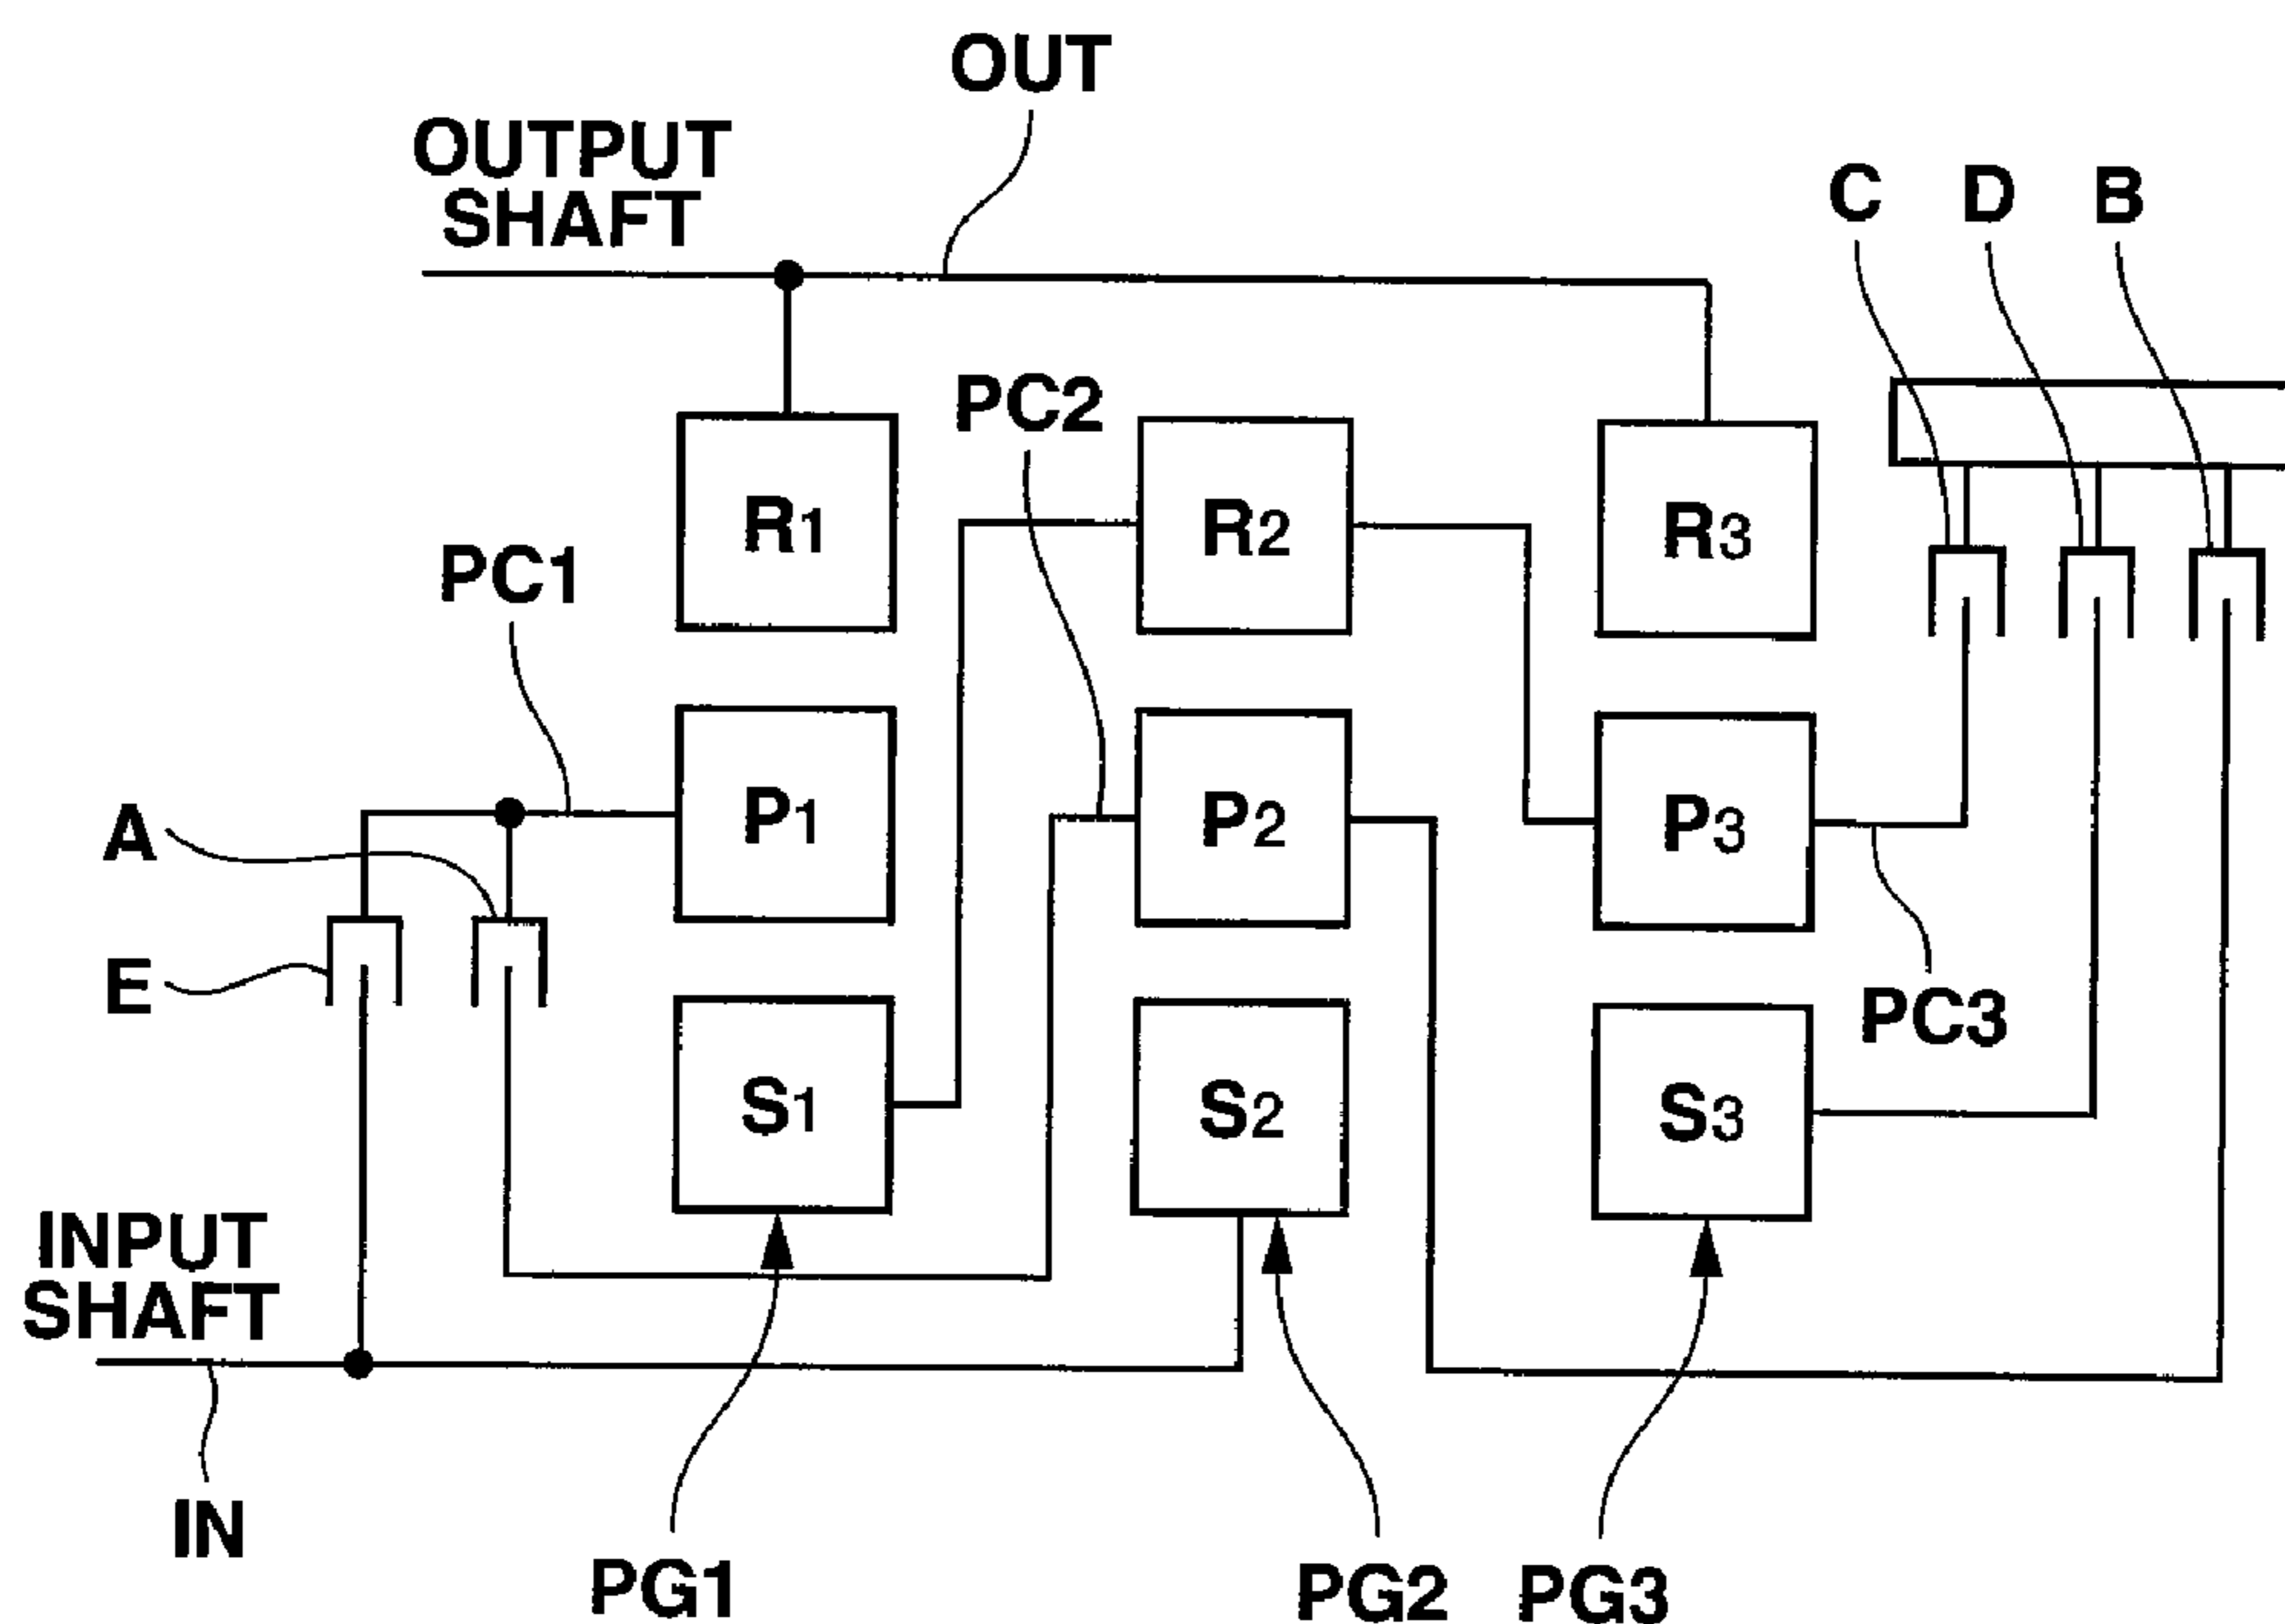 OUT
OUTPUT
SHAFT
C D B
PC2
R1 R2 R3
PC1
A
P1 P2 P3
E
PC3
S1 S2 S3
INPUT
SHAFT
IN
PG1 PG2 PG3